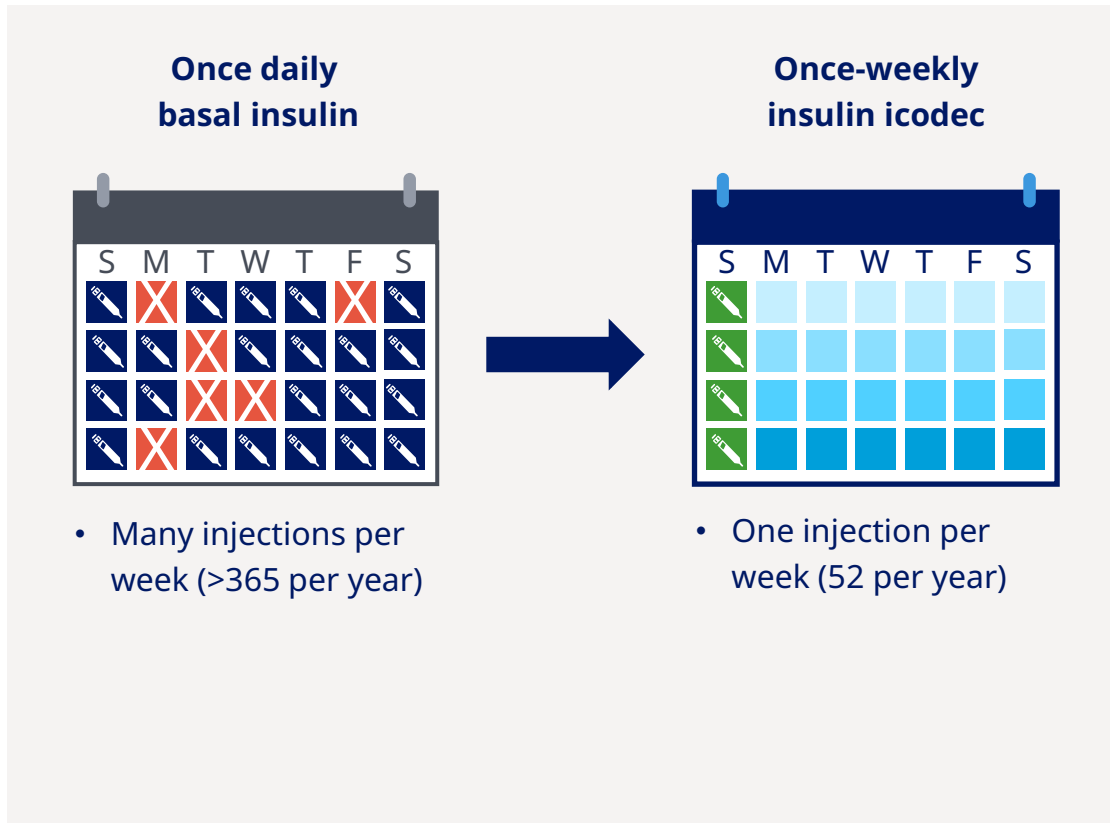 Once daily
basal insulin
S M T W T F S
• Many injections per
week (>365 per year)
Once-weekly
insulin icodec
S M T W T F S
• One injection per
week (52 per year)